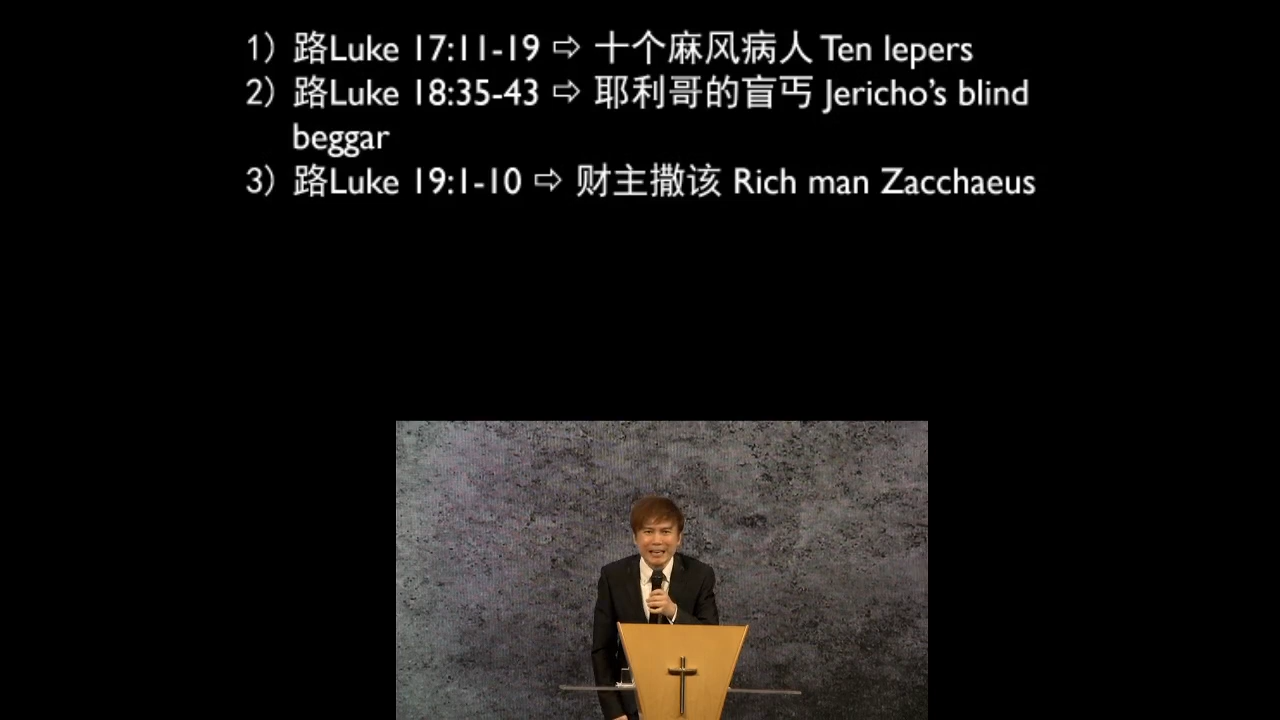 1) 路Luke 17:11-19 ⇨ 十个麻风病人 Ten lepers
2) 路Luke 18:35-43 ⇨ 耶利哥的盲丐 Jericho’s blind
beggar
3) 路Luke 19:1-10 ⇨ 财主撒该 Rich man Zacchaeus